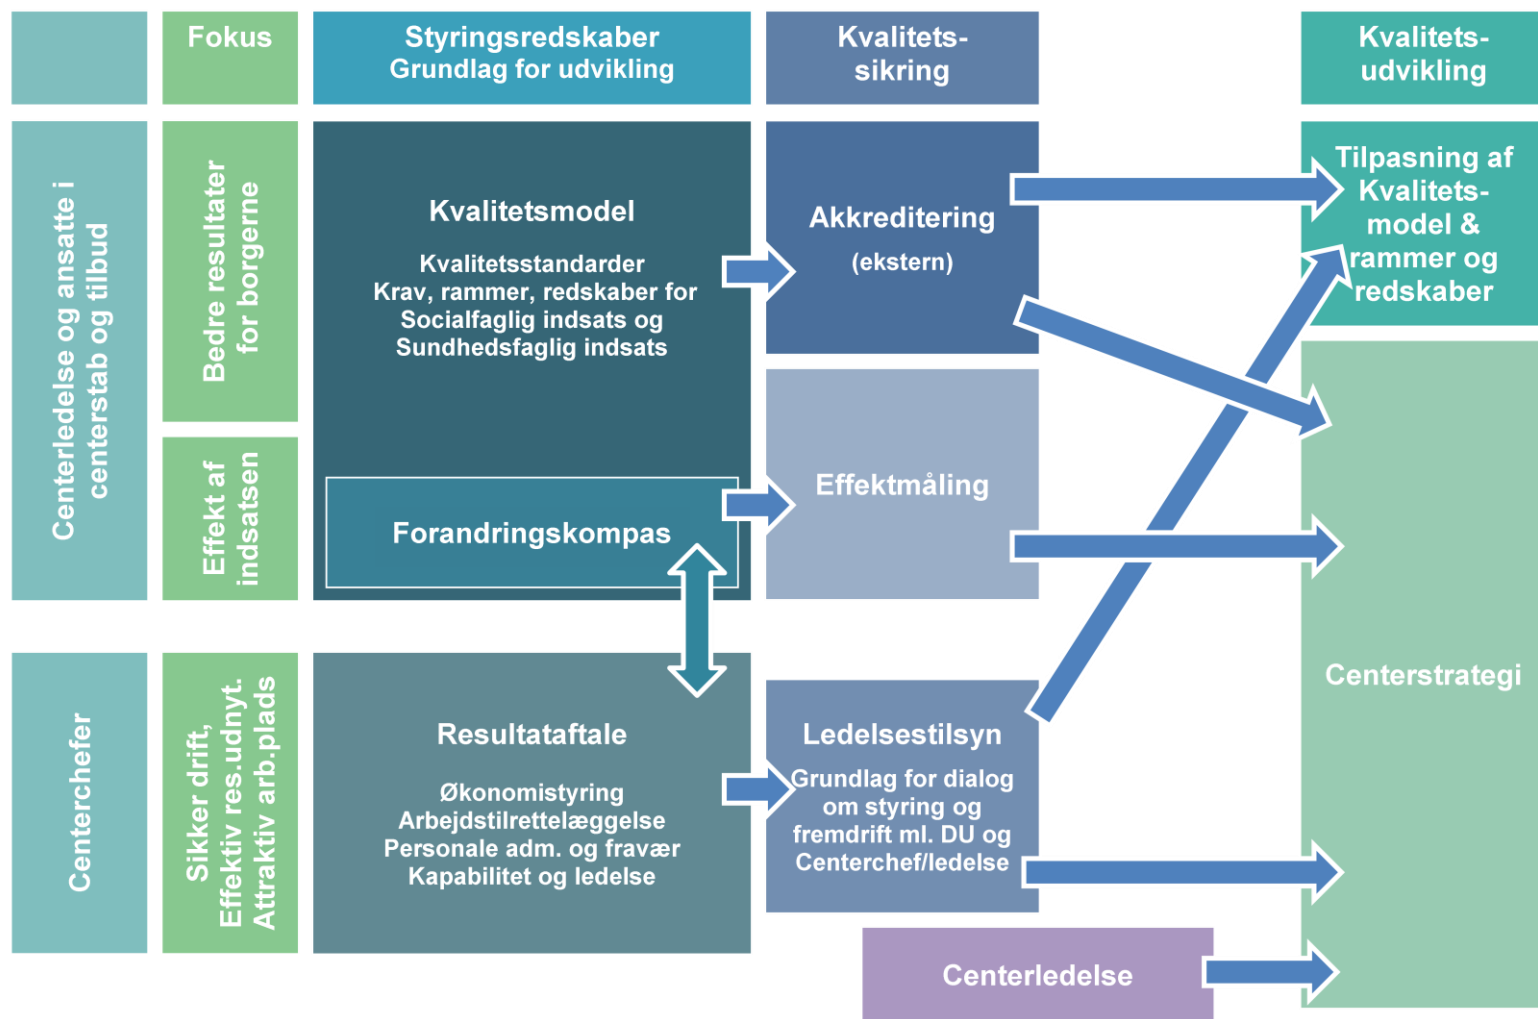 Fokus
Styringsredskaber
Grundlag for udvikling
Kvalitets-
sikring
Kvalitets-
udvikling
Centerledelse og ansatte i
centerstab og tilbud
Bedre resultater
for borgerne
Effekt af
indsatsen
Kvalitetsmodel
Kvalitetsstandarder
Krav, rammer, redskaber for
Socialfaglig indsats og
Sundhedsfaglig indsats
Forandringskompas
Akkreditering
(ekstern)
Effektmåling
Tilpasning af
Kvalitets-
model &
rammer og
redskaber
Centerstrategi
Centerchefer
Sikker drift,
Effektiv res.udnyt.
Attraktiv arb.plads
Resultataftale
Økonomistyring
Arbejdstilrettelæggelse
Personale adm. og fravær
Kapabilitet og ledelse
Ledelsestilsyn
Grundlag for dialog
om styring og
fremdrift ml. DU og
Centerchef/ledelse
Centerledelse